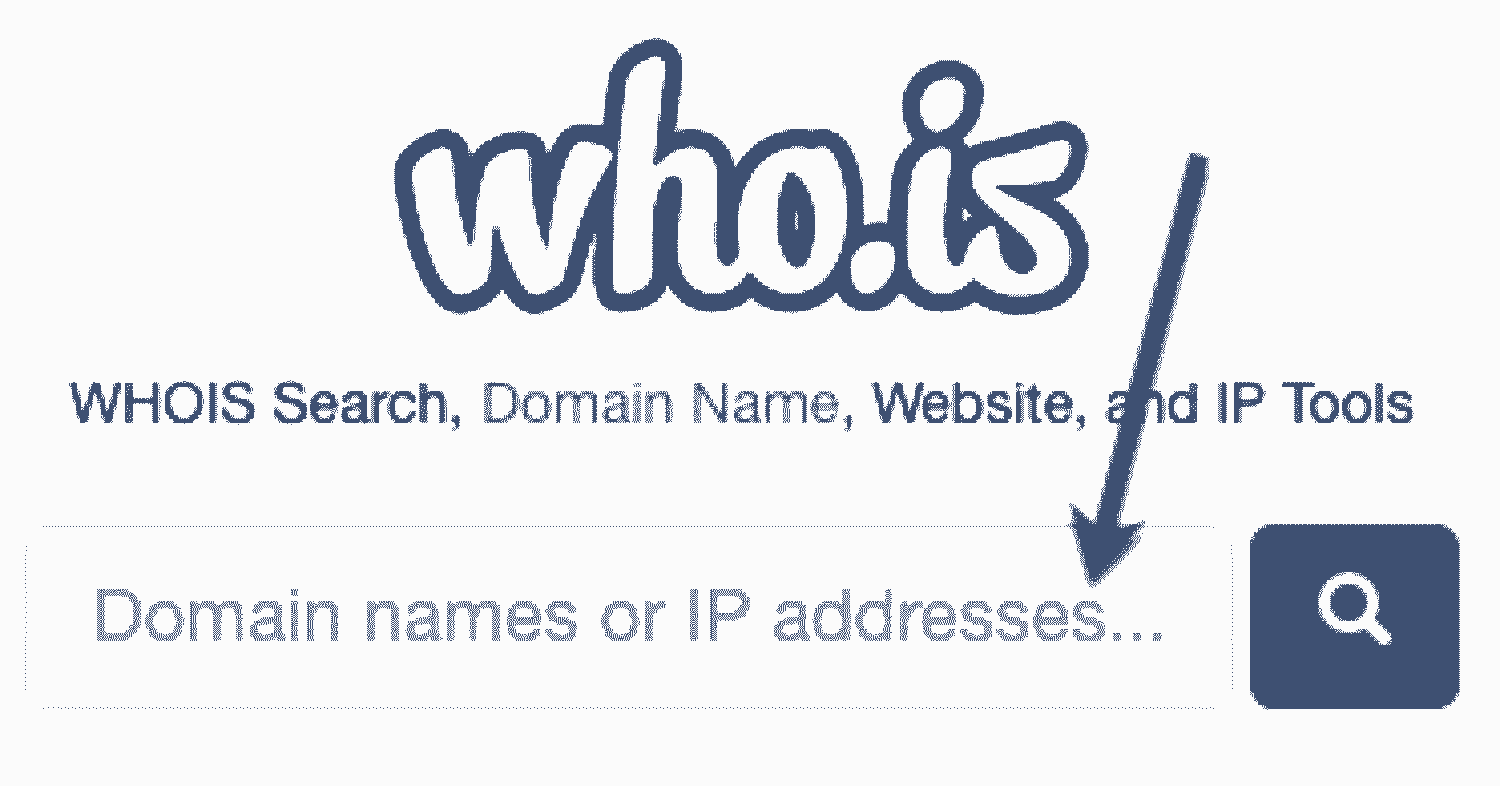 who.is
WHOIS Search, Domain Name, Website, and IP Tools
Domain names or IP addresses...